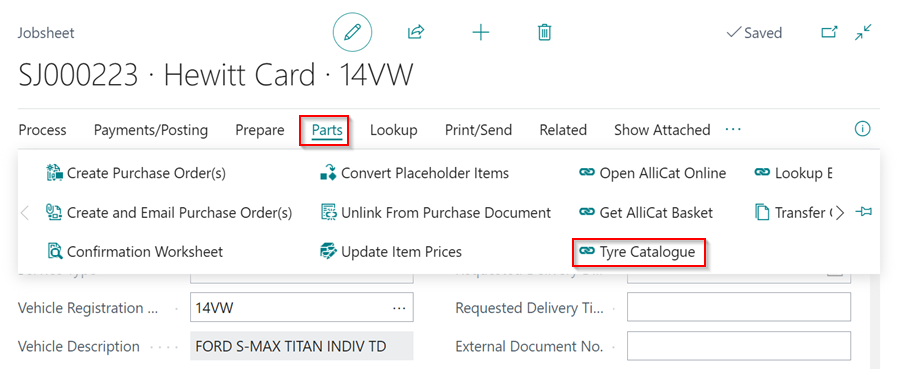 Jobsheet
Saved
SJ000223 · Hewitt Card · 14VW
Process Payments/Posting Prepare Parts Lookup Print/Send Related Show Attached ···
Create Purchase Order(s) Convert Placeholder Items Open AlliCat Online Lookup E
Create and Email Purchase Order(s) Unlink From Purchase Document Get AlliCat Basket Transfer
Confirmation Worksheet Update Item Prices Tyre Catalogue
Vehicle Registration ... 14VW ··· Requested Delivery Ti...
Vehicle Description FORD S-MAX TITAN INDIV TD External Document No.